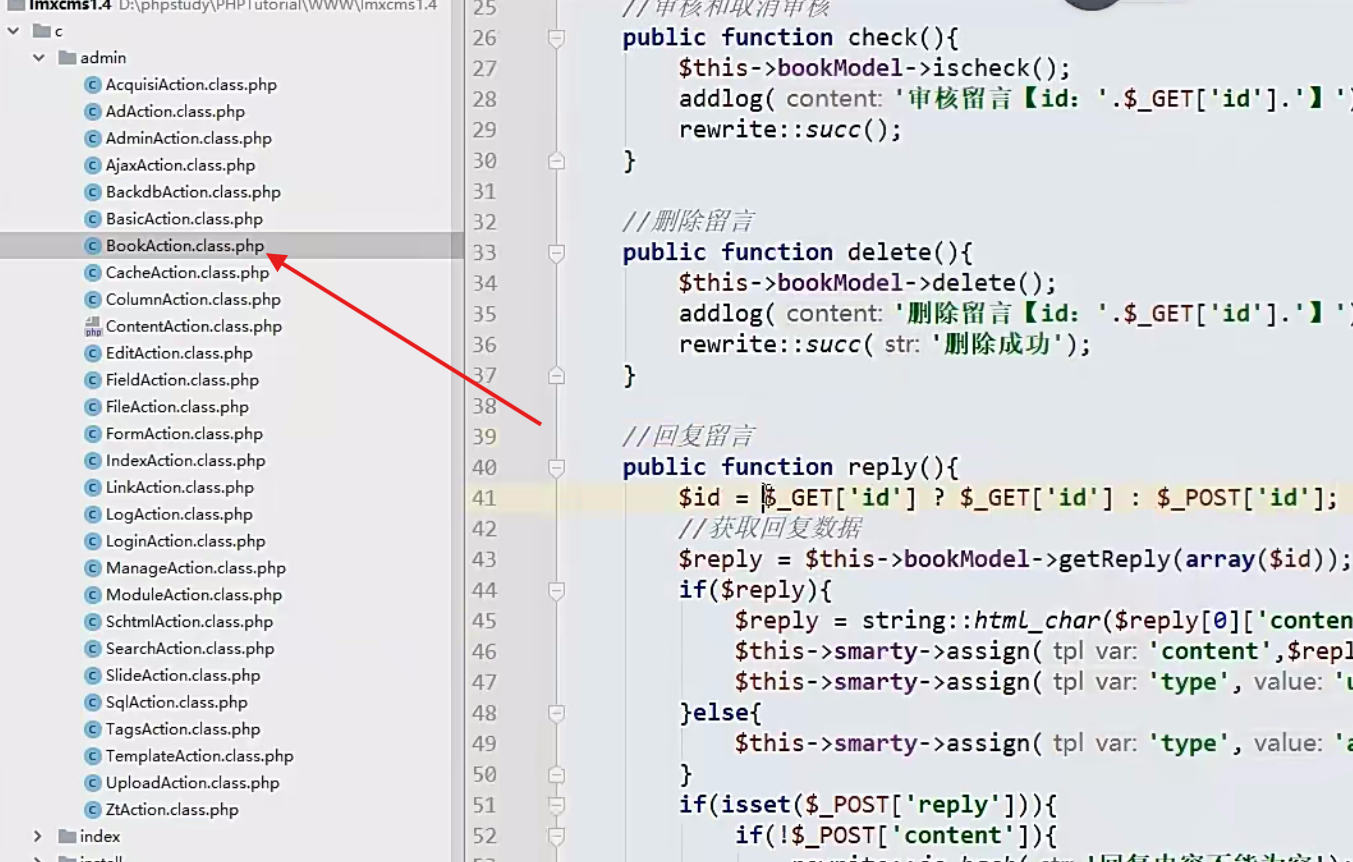 lmxcms1.4 D:\phpstudy\PHPTutorial\WWW\lmxcms1.4
c
admin
AcquisiAction.class.php
AdAction.class.php
AdminAction.class.php
AjaxAction.class.php
BackdbAction.class.php
BasicAction.class.php
BookAction.class.php
CacheAction.class.php
ColumnAction.class.php
ContentAction.class.php
EditAction.class.php
FieldAction.class.php
FileAction.class.php
FormAction.class.php
IndexAction.class.php
LinkAction.class.php
LogAction.class.php
LoginAction.class.php
ManageAction.class.php
ModuleAction.class.php
SchtmlAction.class.php
SearchAction.class.php
SlideAction.class.php
SqlAction.class.php
TagsAction.class.php
TemplateAction.class.php
UploadAction.class.php
ZtAction.class.php
index
install
25 //审核和取消审核
26 public function check(){
27 $this->bookModel->ischeck();
28 addlog( content: '审核留言【id: '.$_GET['id'].'】')
29 rewrite::succ();
30 }
31
32 //删除留言
33 public function delete(){
34 $this->bookModel->delete();
35 addlog( content: '删除留言【id: '.$_GET['id'].'】')
36 rewrite::succ( str: '删除成功');
37 }
38
39 //回复留言
40 public function reply(){
41 $id = $_GET['id'] ? $_GET['id'] : $_POST['id'];
42 //获取回复数据
43 $reply = $this->bookModel->getReply(array($id));
44 if($reply){
45 $reply = string::html_char($reply[0]['conten
46 $this->smarty->assign( tpl var: 'content',$repl
47 $this->smarty->assign( tpl var: 'type', value: 'u
48 }else{
49 $this->smarty->assign( tpl var: 'type', value: 'a
50 }
51 if(isset($_POST['reply'])){
52 if(!$_POST['content']){